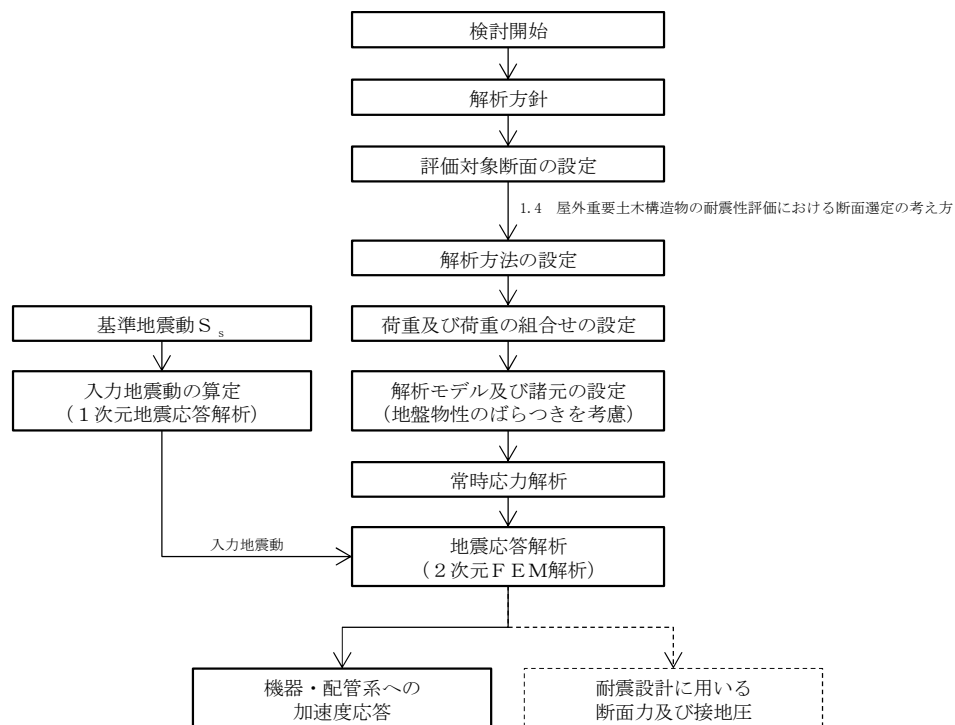 検討開始
解析方針
評価対象断面の設定
1.4 屋外重要土木構造物の耐震性評価における断面選定の考え方
解析方法の設定
基準地震動Ｓs
荷重及び荷重の組合せの設定
入力地震動の算定
（１次元地震応答解析）
解析モデル及び諸元の設定
（地盤物性のばらつきを考慮）
常時応力解析
入力地震動
地震応答解析
（２次元ＦＥＭ解析）
機器・配管系への
加速度応答
耐震設計に用いる
断面力及び接地圧